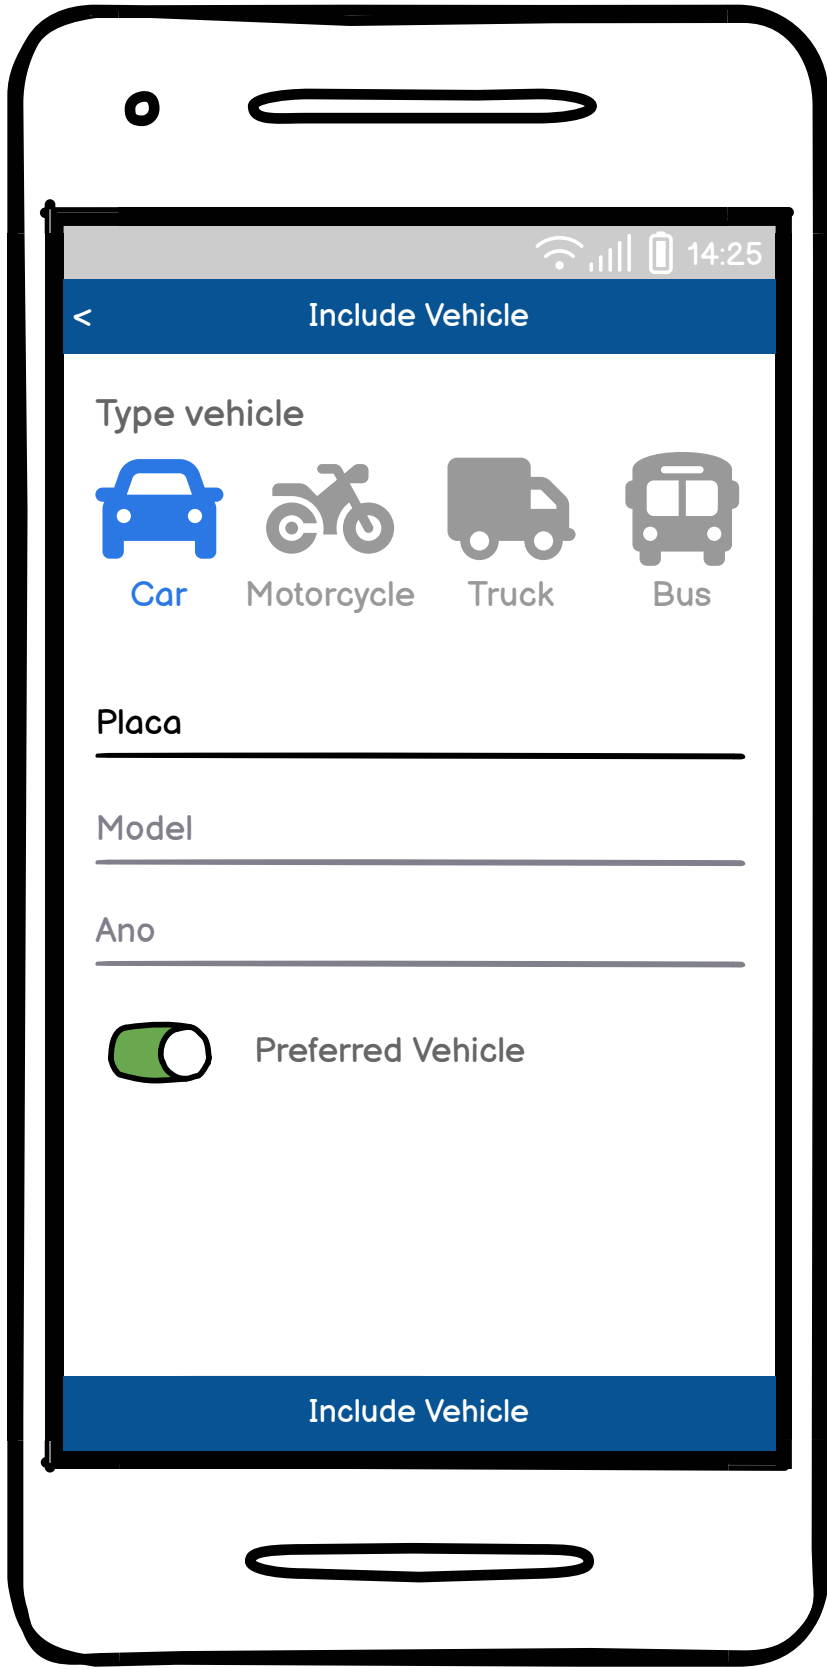 14:25
< Include Vehicle
Type vehicle
Car Motorcycle Truck Bus
Placa
Model
Ano
Preferred Vehicle
Include Vehicle